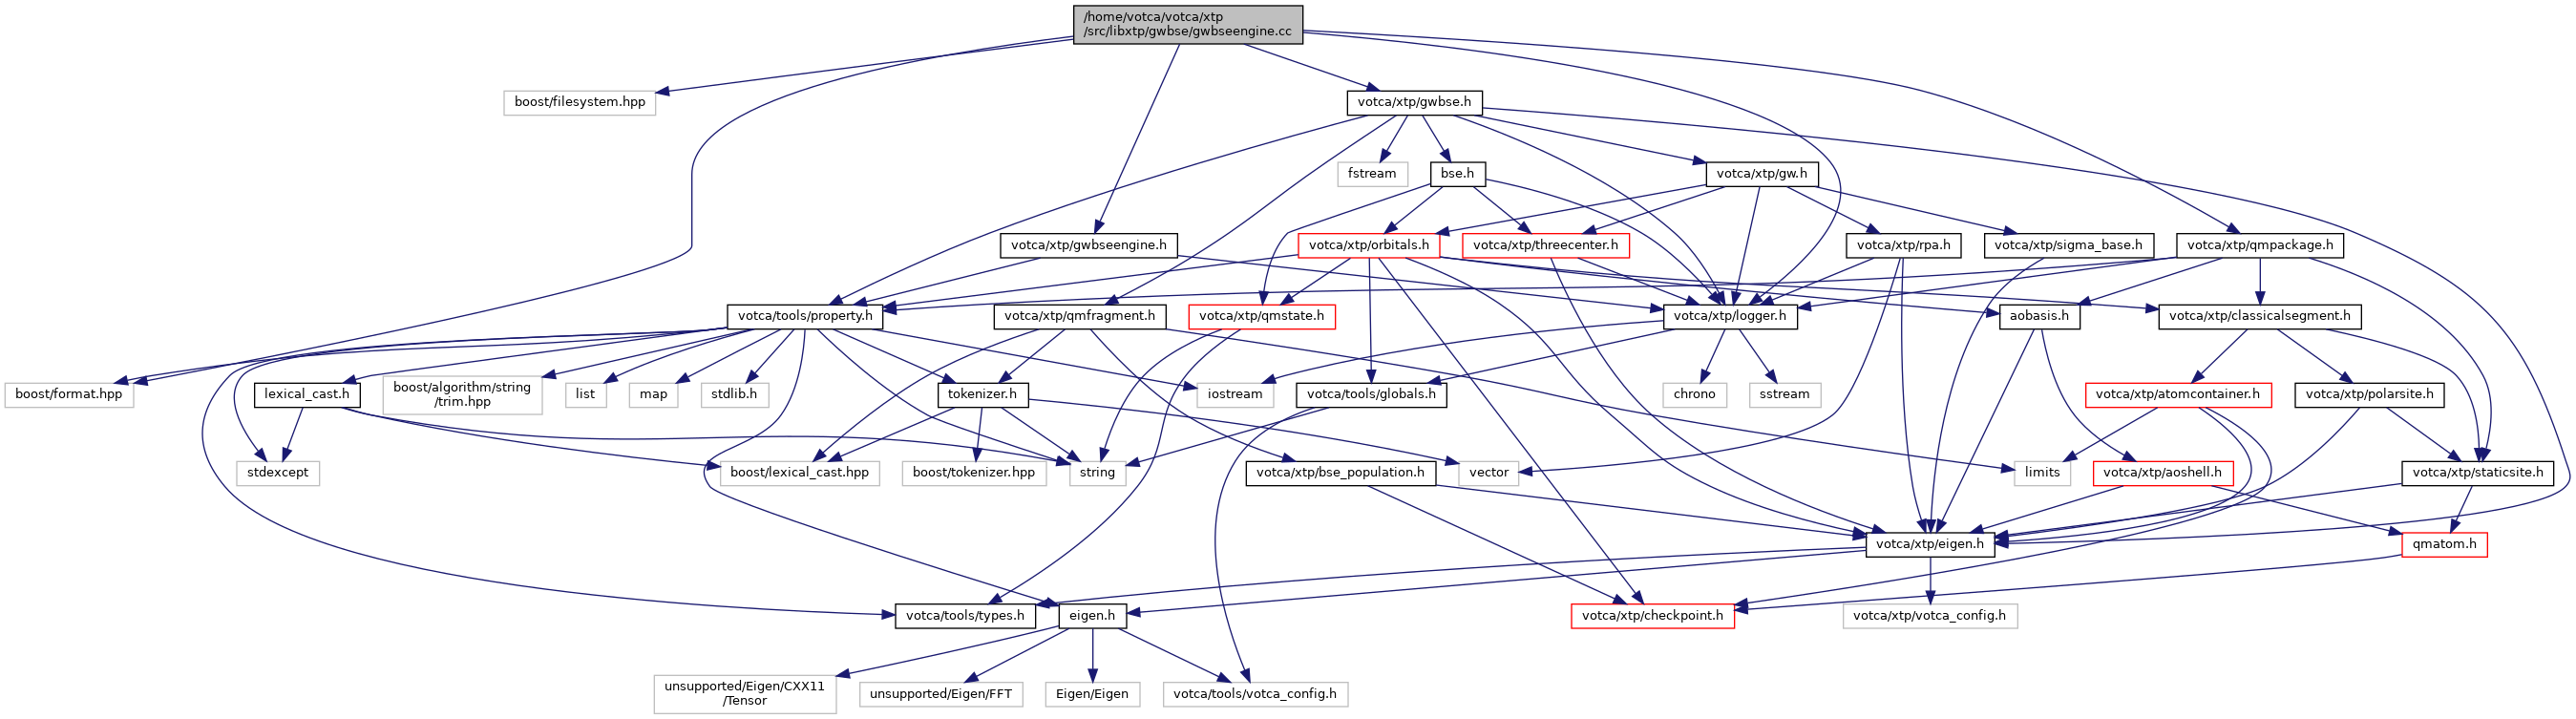 /home/votca/votca/xtp
/src/libxtp/gwbse/gwbseengine.cc
boost/filesystem.hpp
votca/xtp/gwbse.h
fstream
bse.h
votca/xtp/gw.h
votca/xtp/gwbseengine.h
votca/xtp/orbitals.h
votca/xtp/threecenter.h
votca/xtp/rpa.h
votca/xtp/sigma_base.h
votca/xtp/qmpackage.h
votca/tools/property.h
votca/xtp/qmfragment.h
votca/xtp/qmstate.h
votca/xtp/logger.h
aobasis.h
votca/xtp/classicalsegment.h
boost/format.hpp
lexical_cast.h
boost/algorithm/string
/trim.hpp
list
map
stdlib.h
tokenizer.h
iostream
votca/tools/globals.h
chrono
sstream
votca/xtp/atomcontainer.h
votca/xtp/polarsite.h
stdexcept
boost/lexical_cast.hpp
boost/tokenizer.hpp
string
votca/xtp/bse_population.h
vector
limits
votca/xtp/aoshell.h
votca/xtp/staticsite.h
votca/xtp/eigen.h
qmatom.h
votca/tools/types.h
eigen.h
votca/xtp/checkpoint.h
votca/xtp/votca_config.h
unsupported/Eigen/CXX11
/Tensor
unsupported/Eigen/FFT
Eigen/Eigen
votca/tools/votca_config.h